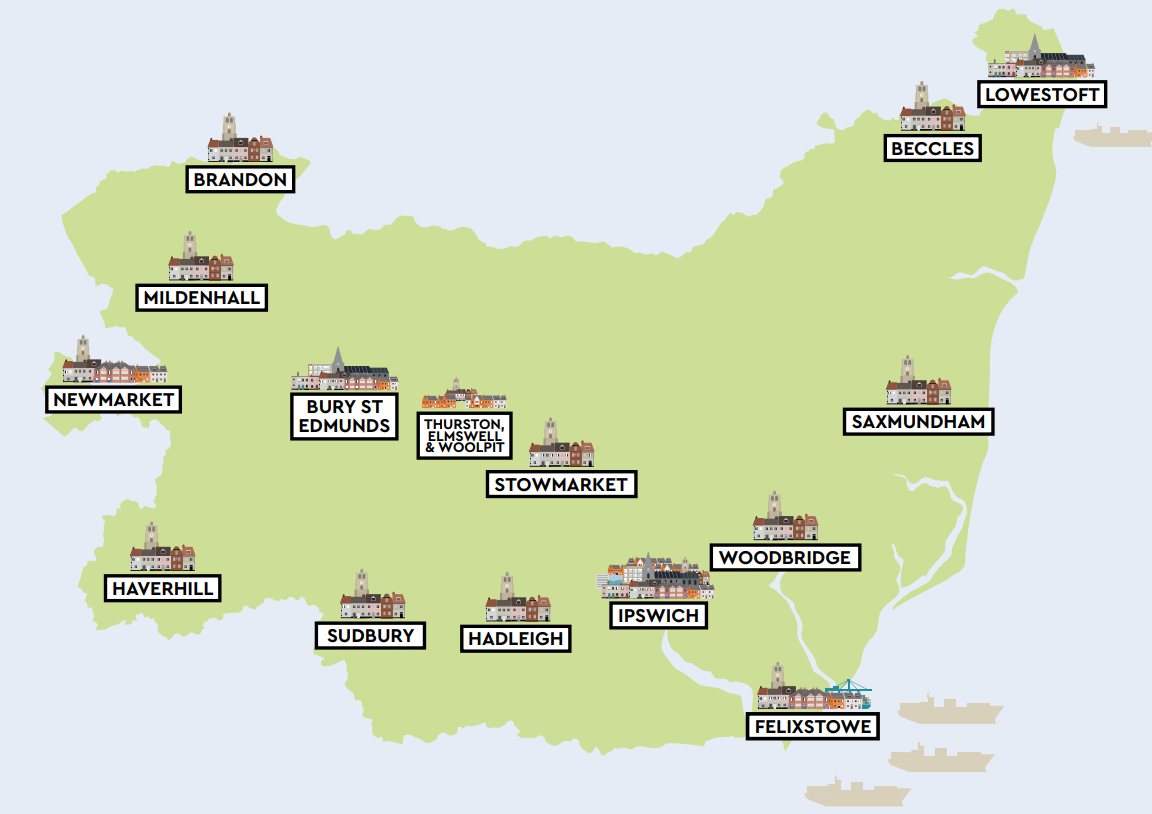 LOWESTOFT
BECCLES
BRANDON
MILDENHALL
NEWMARKET
BURY ST
EDMUNDS
THURSTON,
ELMSWELL
& WOOLPIT
SAXMUNDHAM
STOWMARKET
WOODBRIDGE
HAVERHILL
IPSWICH
SUDBURY
HADLEIGH
FELIXSTOWE